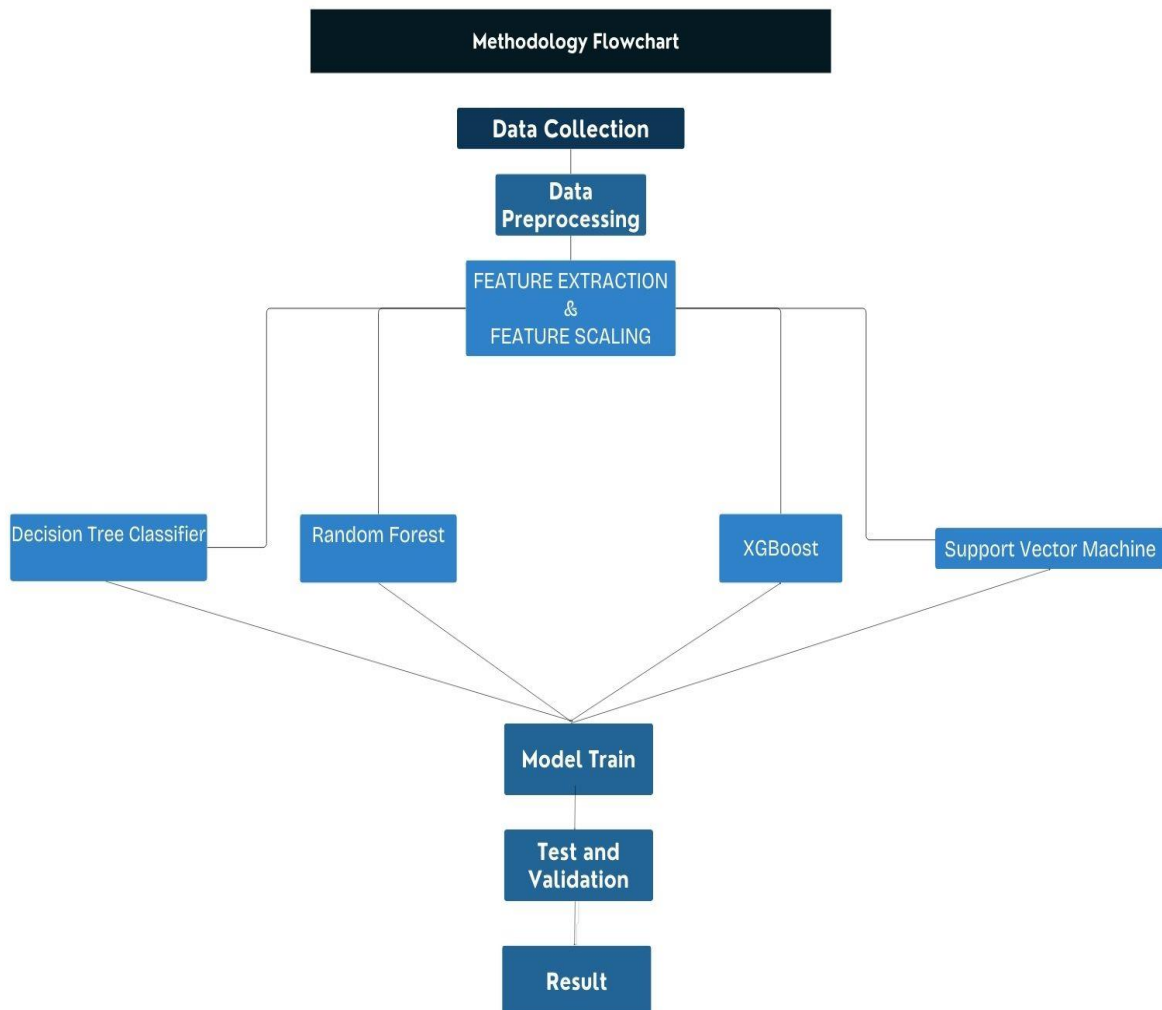 Methodology Flowchart
Data Collection
Data
Preprocessing
FEATURE EXTRACTION
&
FEATURE SCALING
Decision Tree Classifier
Random Forest
XGBoost
Support Vector Machine
Model Train
Test and
Validation
Result